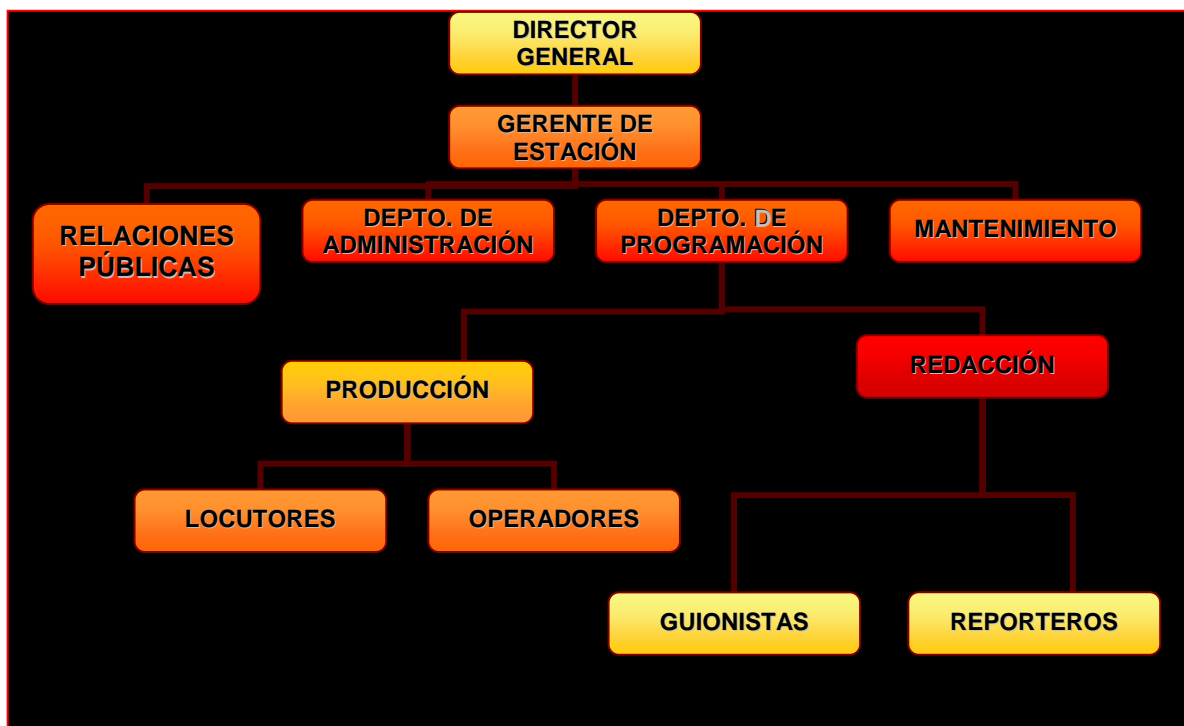 DIRECTOR
GENERAL
GERENTE DE
ESTACIÓN
RELACIONES
PÚBLICAS
DEPTO. DE
ADMINISTRACIÓN
DEPTO. DE
PROGRAMACIÓN
MANTENIMIENTO
PRODUCCIÓN
REDACCIÓN
LOCUTORES
OPERADORES
GUIONISTAS
REPORTEROS